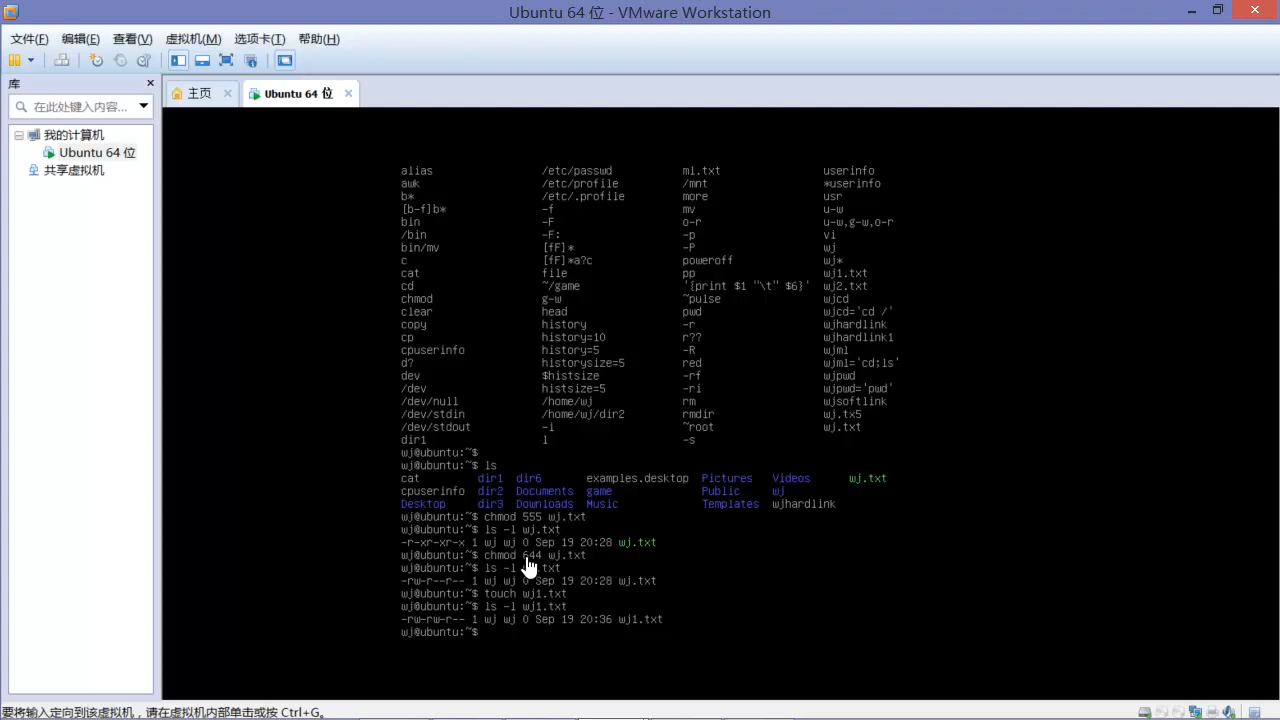 Ubuntu 64 位 - VMware Workstation
文件(F) 编辑(E) 查看(V) 虚拟机(M) 选项卡(T) 帮助(H)
库
主页 Ubuntu 64 位
在此处键入内容...
我的计算机
Ubuntu 64 位
共享虚拟机
alias /etc/passwd ml.txt userinfo
awk /etc/profile /mnt *userinfo
b* /etc/.profile more usr
[b-f]b* -f mv u-w
bin -F o-r u-w,g-w,o-r
/bin -F: -p vi
bin/mv [fF]* -P wj
c [fF]*a?c poweroff wj*
cat file pp wj1.txt
cd ~/game '{print $1 "\t" $6}' wj2.txt
chmod g-w ~pulse wjcd
clear head pwd wjcd='cd /'
copy history -r wjhardlink
cp history=10 r?? wjhardlink1
cpuserinfo history=5 -R wjml
d? historysize=5 red wjml='cd;ls'
dev $histsize -rf wjpwd
/dev histsize=5 -ri wjpwd='pwd'
/dev/null /home/wj rm wjsoftlink
/dev/stdin /home/wj/dir2 rmdir wj.tx5
/dev/stdout -i ~root wj.txt
dir1 l -s
wj@ubuntu:~$
wj@ubuntu:~$ ls
cat dir1 dir6 examples.desktop Pictures Videos wj.txt
cpuserinfo dir2 Documents game Public wj
Desktop dir3 Downloads Music Templates wjhardlink
wj@ubuntu:~$ chmod 555 wj.txt
wj@ubuntu:~$ ls -l wj.txt
-r-xr-xr-x 1 wj wj 0 Sep 19 20:28 wj.txt
wj@ubuntu:~$ chmod 644 wj.txt
wj@ubuntu:~$ ls -l wj.txt
-rw-r--r-- 1 wj wj 0 Sep 19 20:28 wj.txt
wj@ubuntu:~$ touch wj1.txt
wj@ubuntu:~$ ls -l wj1.txt
-rw-rw-r-- 1 wj wj 0 Sep 19 20:36 wj1.txt
wj@ubuntu:~$
要将输入定向到该虚拟机，请在虚拟机内部单击或按 Ctrl+G。